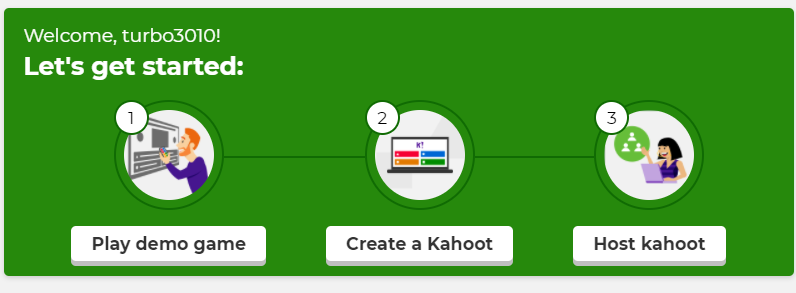 Welcome, turbo3010!
Let's get started:
1
2
3
K!
Play demo game
Create a Kahoot
Host kahoot